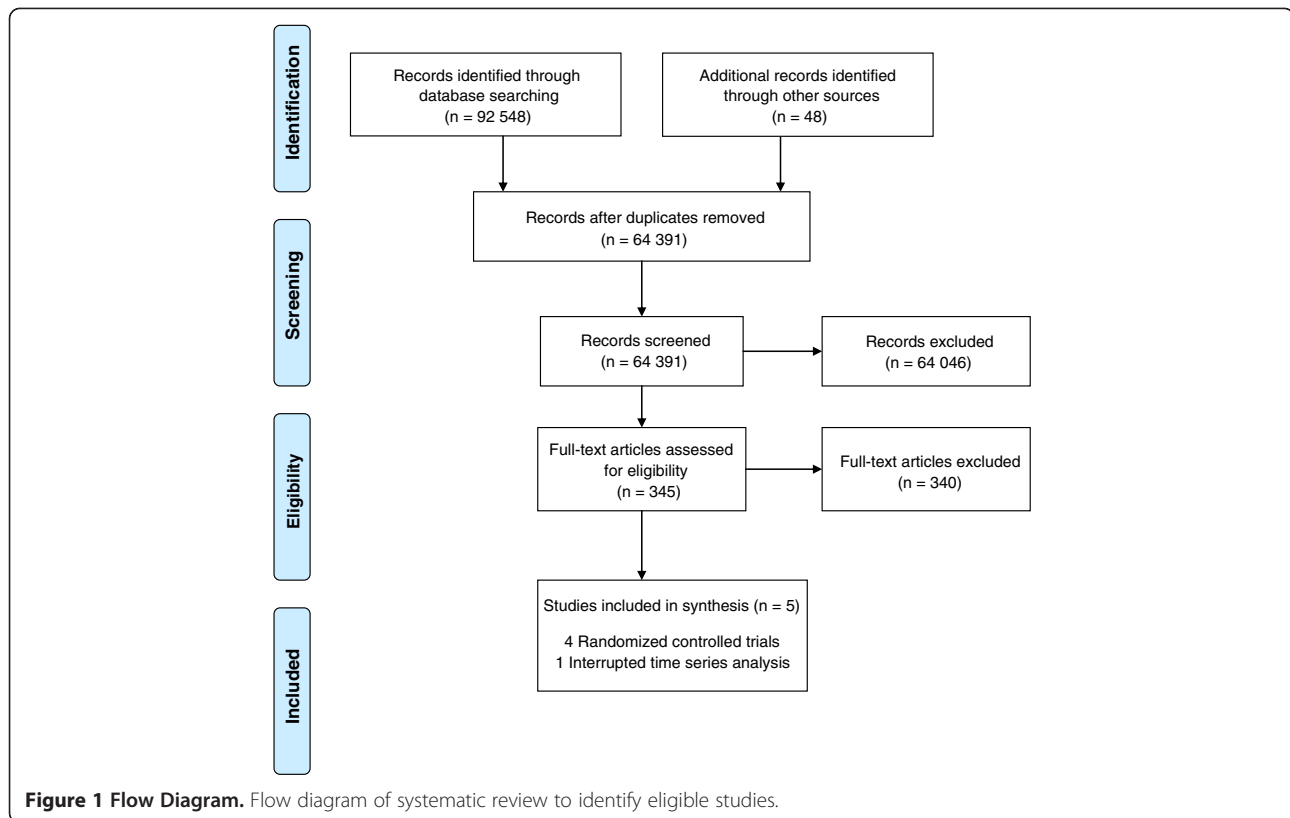 Identification
Records identified through
database searching
(n = 92 548)
Additional records identified
through other sources
(n = 48)
Records after duplicates removed
(n = 64 391)
Screening
Records screened
(n = 64 391)
Records excluded
(n = 64 046)
Eligibility
Full-text articles assessed
for eligibility
(n = 345)
Full-text articles excluded
(n = 340)
Included
Studies included in synthesis (n = 5)
4 Randomized controlled trials
1 Interrupted time series analysis
Figure 1 Flow Diagram. Flow diagram of systematic review to identify eligible studies.